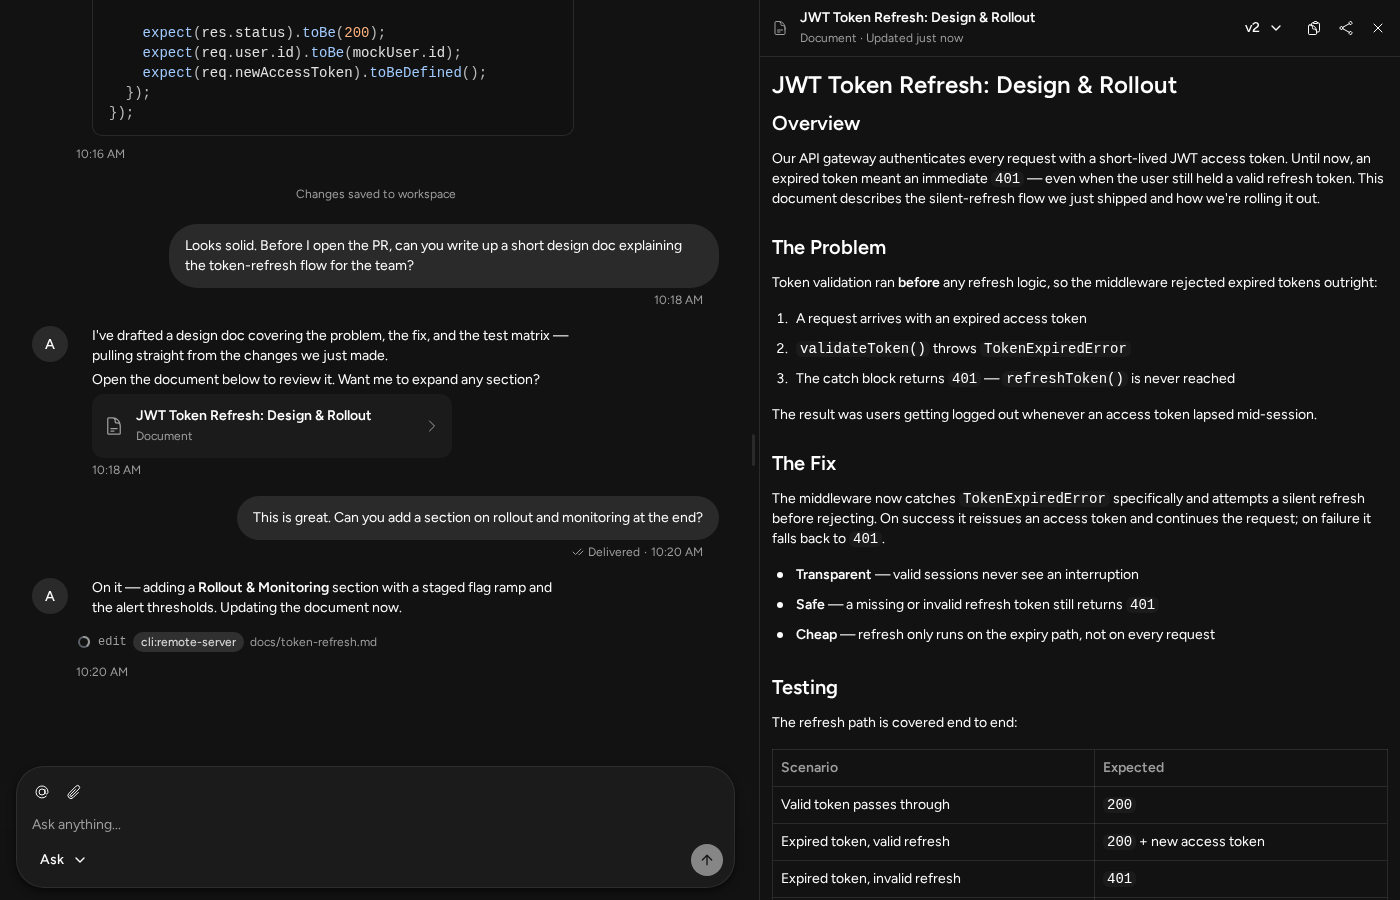 expect(res.status).toBe(200);
expect(req.user.id).toBe(mockUser.id);
expect(req.newAccessToken).toBeDefined();
});
});
10:16 AM
Changes saved to workspace
Looks solid. Before I open the PR, can you write up a short design doc explaining
the token-refresh flow for the team?
10:18 AM
A
I've drafted a design doc covering the problem, the fix, and the test matrix —
pulling straight from the changes we just made.
Open the document below to review it. Want me to expand any section?
JWT Token Refresh: Design & Rollout
Document
10:18 AM
This is great. Can you add a section on rollout and monitoring at the end?
Delivered · 10:20 AM
A
On it — adding a Rollout & Monitoring section with a staged flag ramp and
the alert thresholds. Updating the document now.
edit cli:remote-server docs/token-refresh.md
10:20 AM
Ask anything...
Ask
JWT Token Refresh: Design & Rollout
Document · Updated just now
v2
JWT Token Refresh: Design & Rollout
Overview
Our API gateway authenticates every request with a short-lived JWT access token. Until now, an
expired token meant an immediate 401 — even when the user still held a valid refresh token. This
document describes the silent-refresh flow we just shipped and how we're rolling it out.
The Problem
Token validation ran before any refresh logic, so the middleware rejected expired tokens outright:
1. A request arrives with an expired access token
2. validateToken() throws TokenExpiredError
3. The catch block returns 401 — refreshToken() is never reached
The result was users getting logged out whenever an access token lapsed mid-session.
The Fix
The middleware now catches TokenExpiredError specifically and attempts a silent refresh
before rejecting. On success it reissues an access token and continues the request; on failure it
falls back to 401.
• Transparent — valid sessions never see an interruption
• Safe — a missing or invalid refresh token still returns 401
• Cheap — refresh only runs on the expiry path, not on every request
Testing
The refresh path is covered end to end:
Scenario Expected
Valid token passes through 200
Expired token, valid refresh 200 + new access token
Expired token, invalid refresh 401